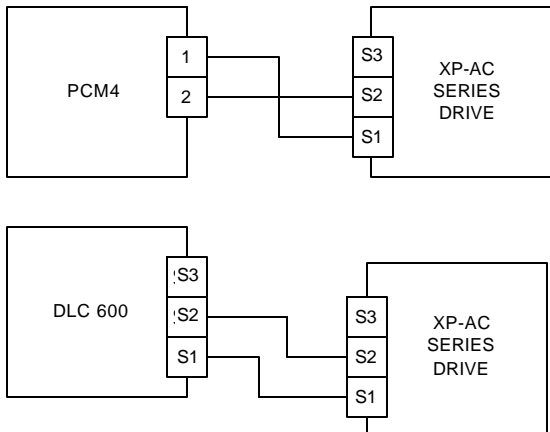 PCM4
1
2
S3
S2
S1
XP-AC
SERIES
DRIVE
DLC 600
S3
S2
S1
S3
S2
S1
XP-AC
SERIES
DRIVE